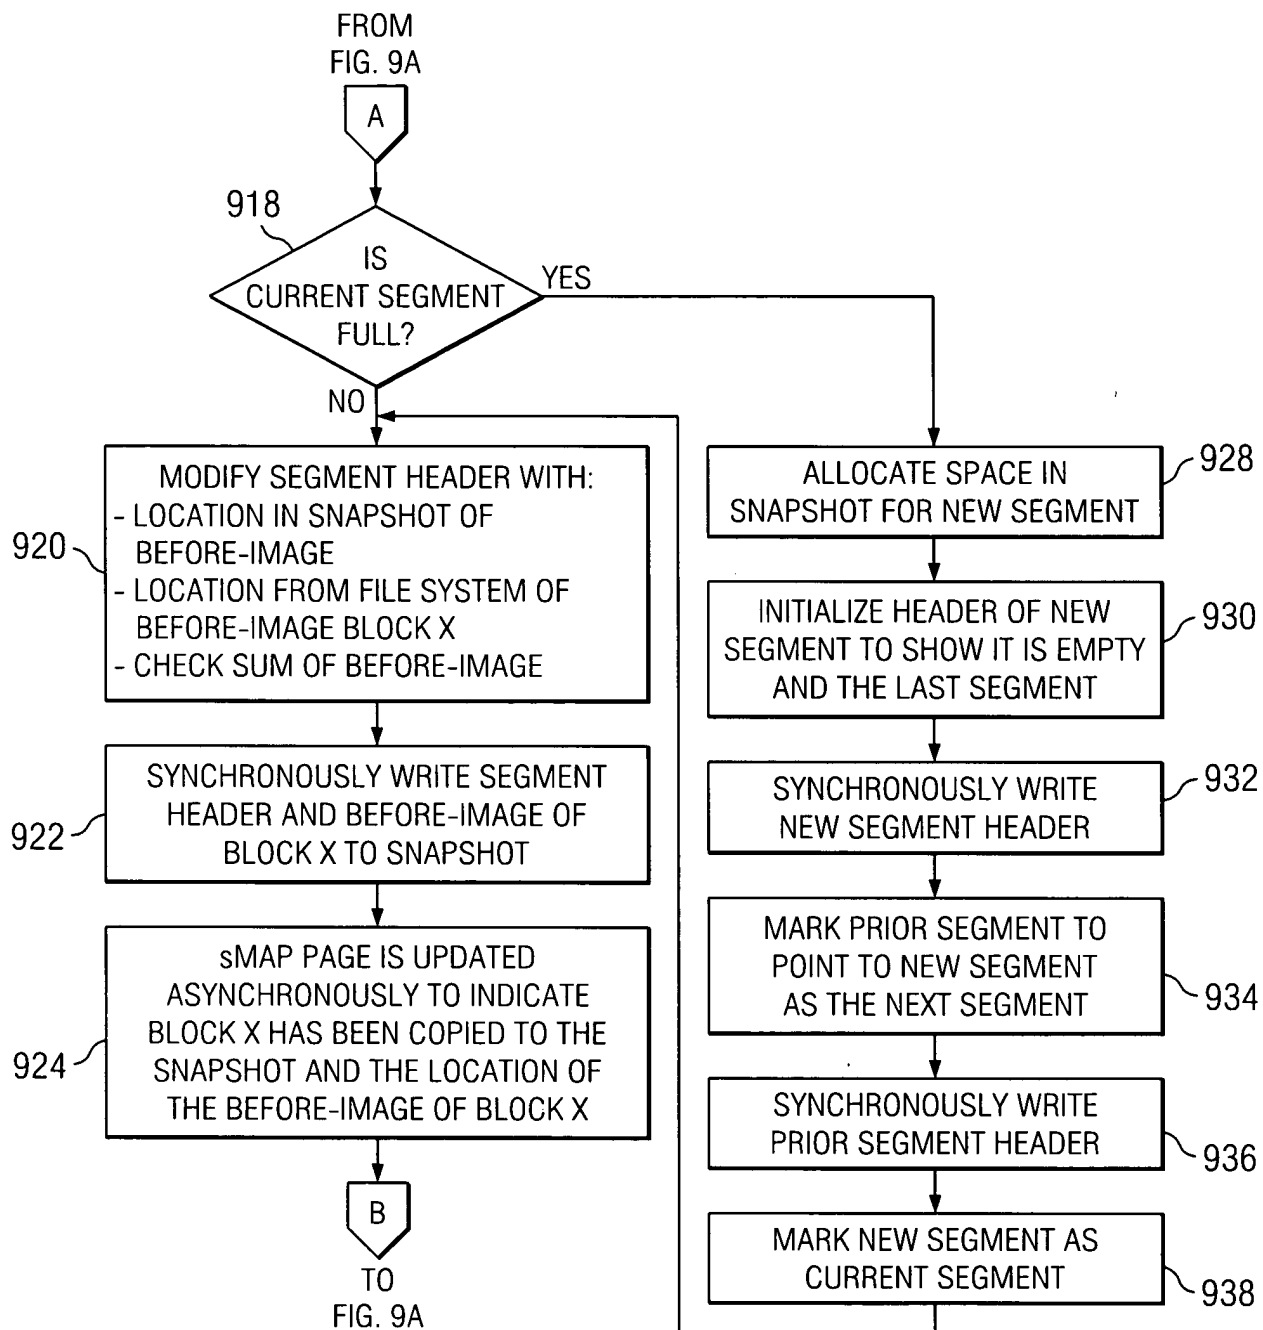 FROM
FIG. 9A
A
918
IS
CURRENT SEGMENT
FULL?
YES
NO
920
MODIFY SEGMENT HEADER WITH:
- LOCATION IN SNAPSHOT OF
BEFORE-IMAGE
- LOCATION FROM FILE SYSTEM OF
BEFORE-IMAGE BLOCK X
- CHECK SUM OF BEFORE-IMAGE
922
SYNCHRONOUSLY WRITE SEGMENT
HEADER AND BEFORE-IMAGE OF
BLOCK X TO SNAPSHOT
924
sMAP PAGE IS UPDATED
ASYNCHRONOUSLY TO INDICATE
BLOCK X HAS BEEN COPIED TO THE
SNAPSHOT AND THE LOCATION OF
THE BEFORE-IMAGE OF BLOCK X
B
TO
FIG. 9A
ALLOCATE SPACE IN
SNAPSHOT FOR NEW SEGMENT
928
INITIALIZE HEADER OF NEW
SEGMENT TO SHOW IT IS EMPTY
AND THE LAST SEGMENT
930
SYNCHRONOUSLY WRITE
NEW SEGMENT HEADER
932
MARK PRIOR SEGMENT TO
POINT TO NEW SEGMENT
AS THE NEXT SEGMENT
934
SYNCHRONOUSLY WRITE
PRIOR SEGMENT HEADER
936
MARK NEW SEGMENT AS
CURRENT SEGMENT
938